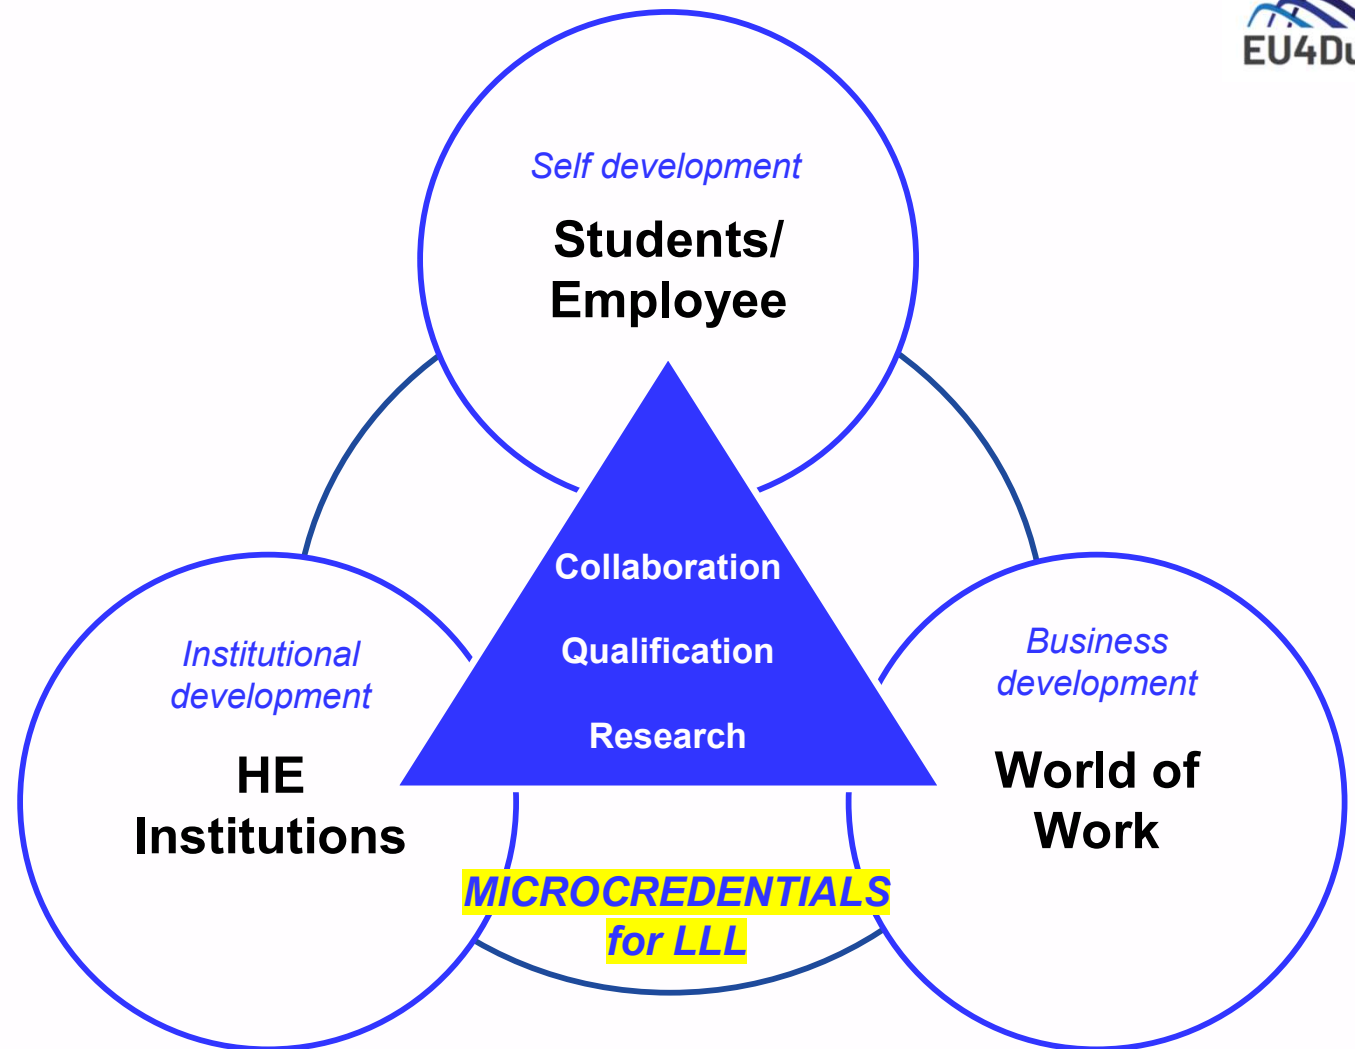 EU4Du
Self development
Students/
Employee
Collaboration
Qualification
Research
Institutional
development
HE
Institutions
Business
development
World of
Work
MICROCREDENTIALS
for LLL